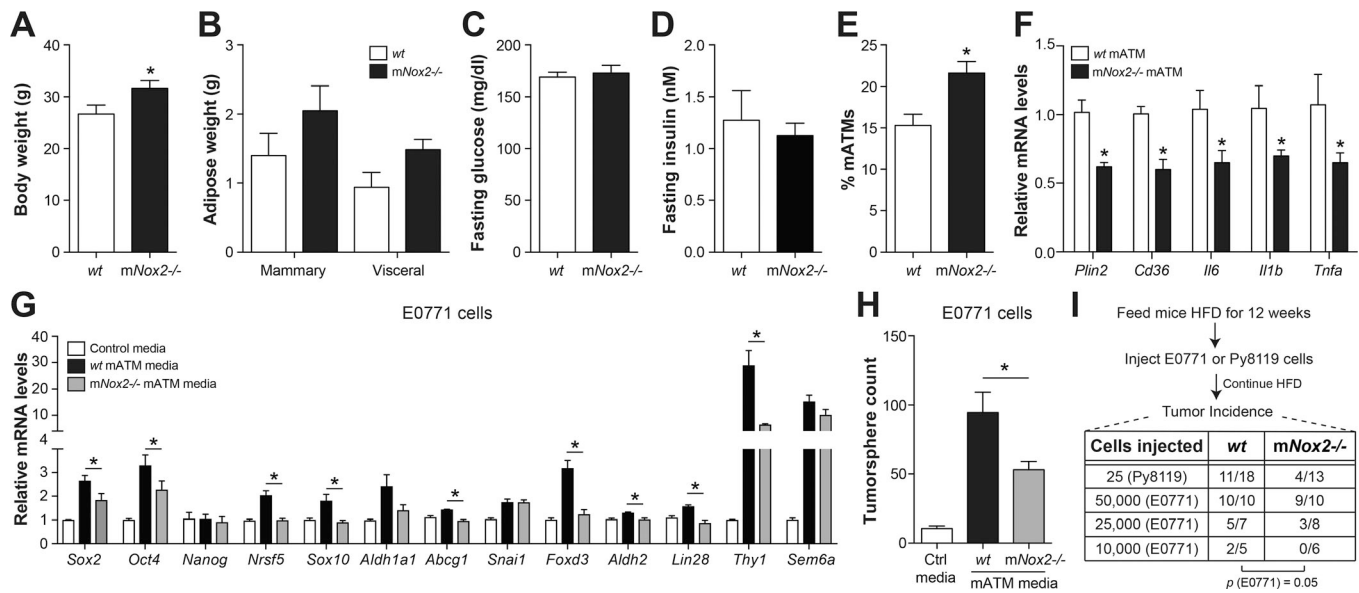 A
Body weight (g)
40
30
20
10
0
*
wt
mNox2-/-
B
Adipose weight (g)
3
2
1
0
wt
mNox2-/-
Mammary
Visceral
C
Fasting glucose (mg/dl)
200
150
100
50
0
wt
mNox2-/-
D
Fasting insulin (nM)
2.0
1.5
1.0
0.5
0.0
wt
mNox2-/-
E
% mATMs
30
25
20
15
10
5
0
*
wt
mNox2-/-
F
Relative mRNA levels
1.5
1.0
0.5
0.0
wt mATM
mNox2-/- mATM
* * * * *
Plin2 Cd36 Il6 Il1b Tnfa
G
E0771 cells
Relative mRNA levels
40
30
20
10
4
3
2
1
0
Control media
wt mATM media
mNox2-/- mATM media
* * * * * * * * *
Sox2 Oct4 Nanog Nrsf5 Sox10 Aldh1a1 Abcg1 Snai1 Foxd3 Aldh2 Lin28 Thy1 Sem6a
H
E0771 cells
Tumorsphere count
150
100
50
0
*
Ctrl
media
wt mNox2-/-
mATM media
I
Feed mice HFD for 12 weeks
Inject E0771 or Py8119 cells
Continue HFD
Tumor Incidence
Cells injected wt mNox2-/-
25 (Py8119) 11/18 4/13
50,000 (E0771) 10/10 9/10
25,000 (E0771) 5/7 3/8
10,000 (E0771) 2/5 0/6
p (E0771) = 0.05